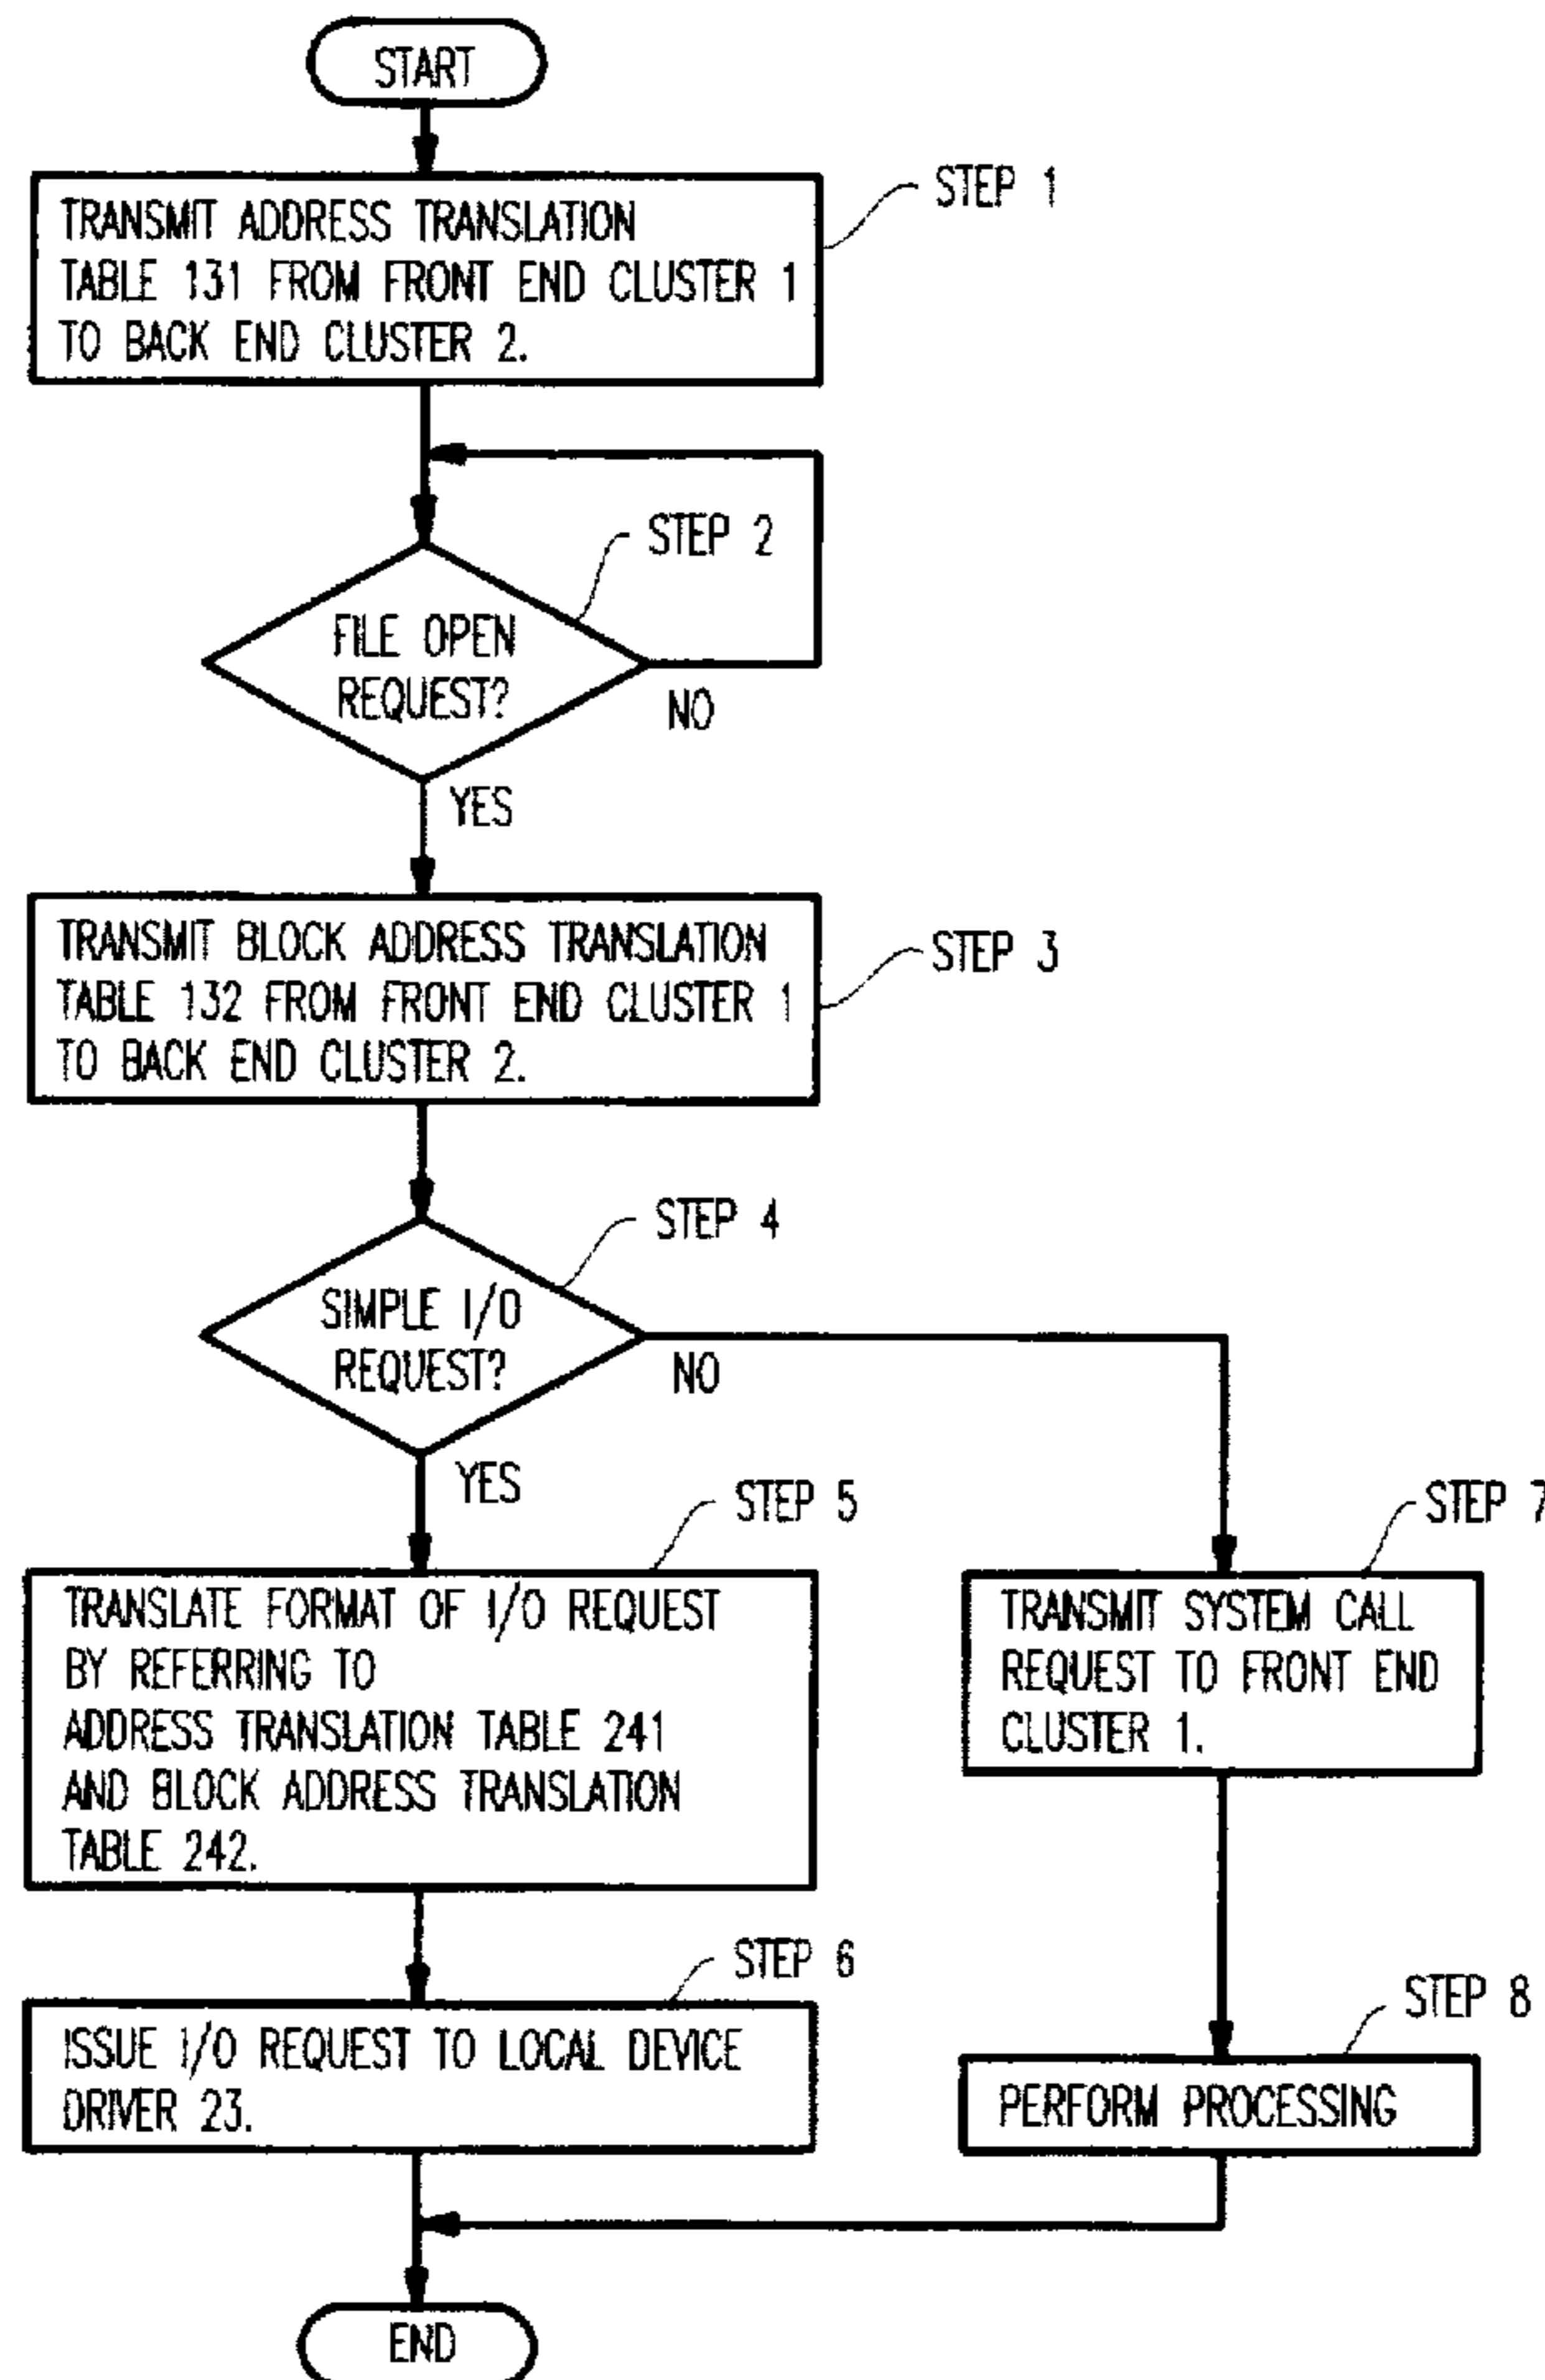 START
STEP 1
TRANSMIT ADDRESS TRANSLATION
TABLE 131 FROM FRONT END CLUSTER 1
TO BACK END CLUSTER 2.
STEP 2
FILE OPEN
REQUEST?
NO
YES
TRANSMIT BLOCK ADDRESS TRANSLATION
TABLE 132 FROM FRONT END CLUSTER 1
TO BACK END CLUSTER 2.
STEP 3
STEP 4
SIMPLE I/O
REQUEST?
NO
YES
STEP 5
TRANSLATE FORMAT OF I/O REQUEST
BY REFERRING TO
ADDRESS TRANSLATION TABLE 241
AND BLOCK ADDRESS TRANSLATION
TABLE 242.
STEP 7
TRANSMIT SYSTEM CALL
REQUEST TO FRONT END
CLUSTER 1.
STEP 6
ISSUE I/O REQUEST TO LOCAL DEVICE
DRIVER 23.
STEP 8
PERFORM PROCESSING
END